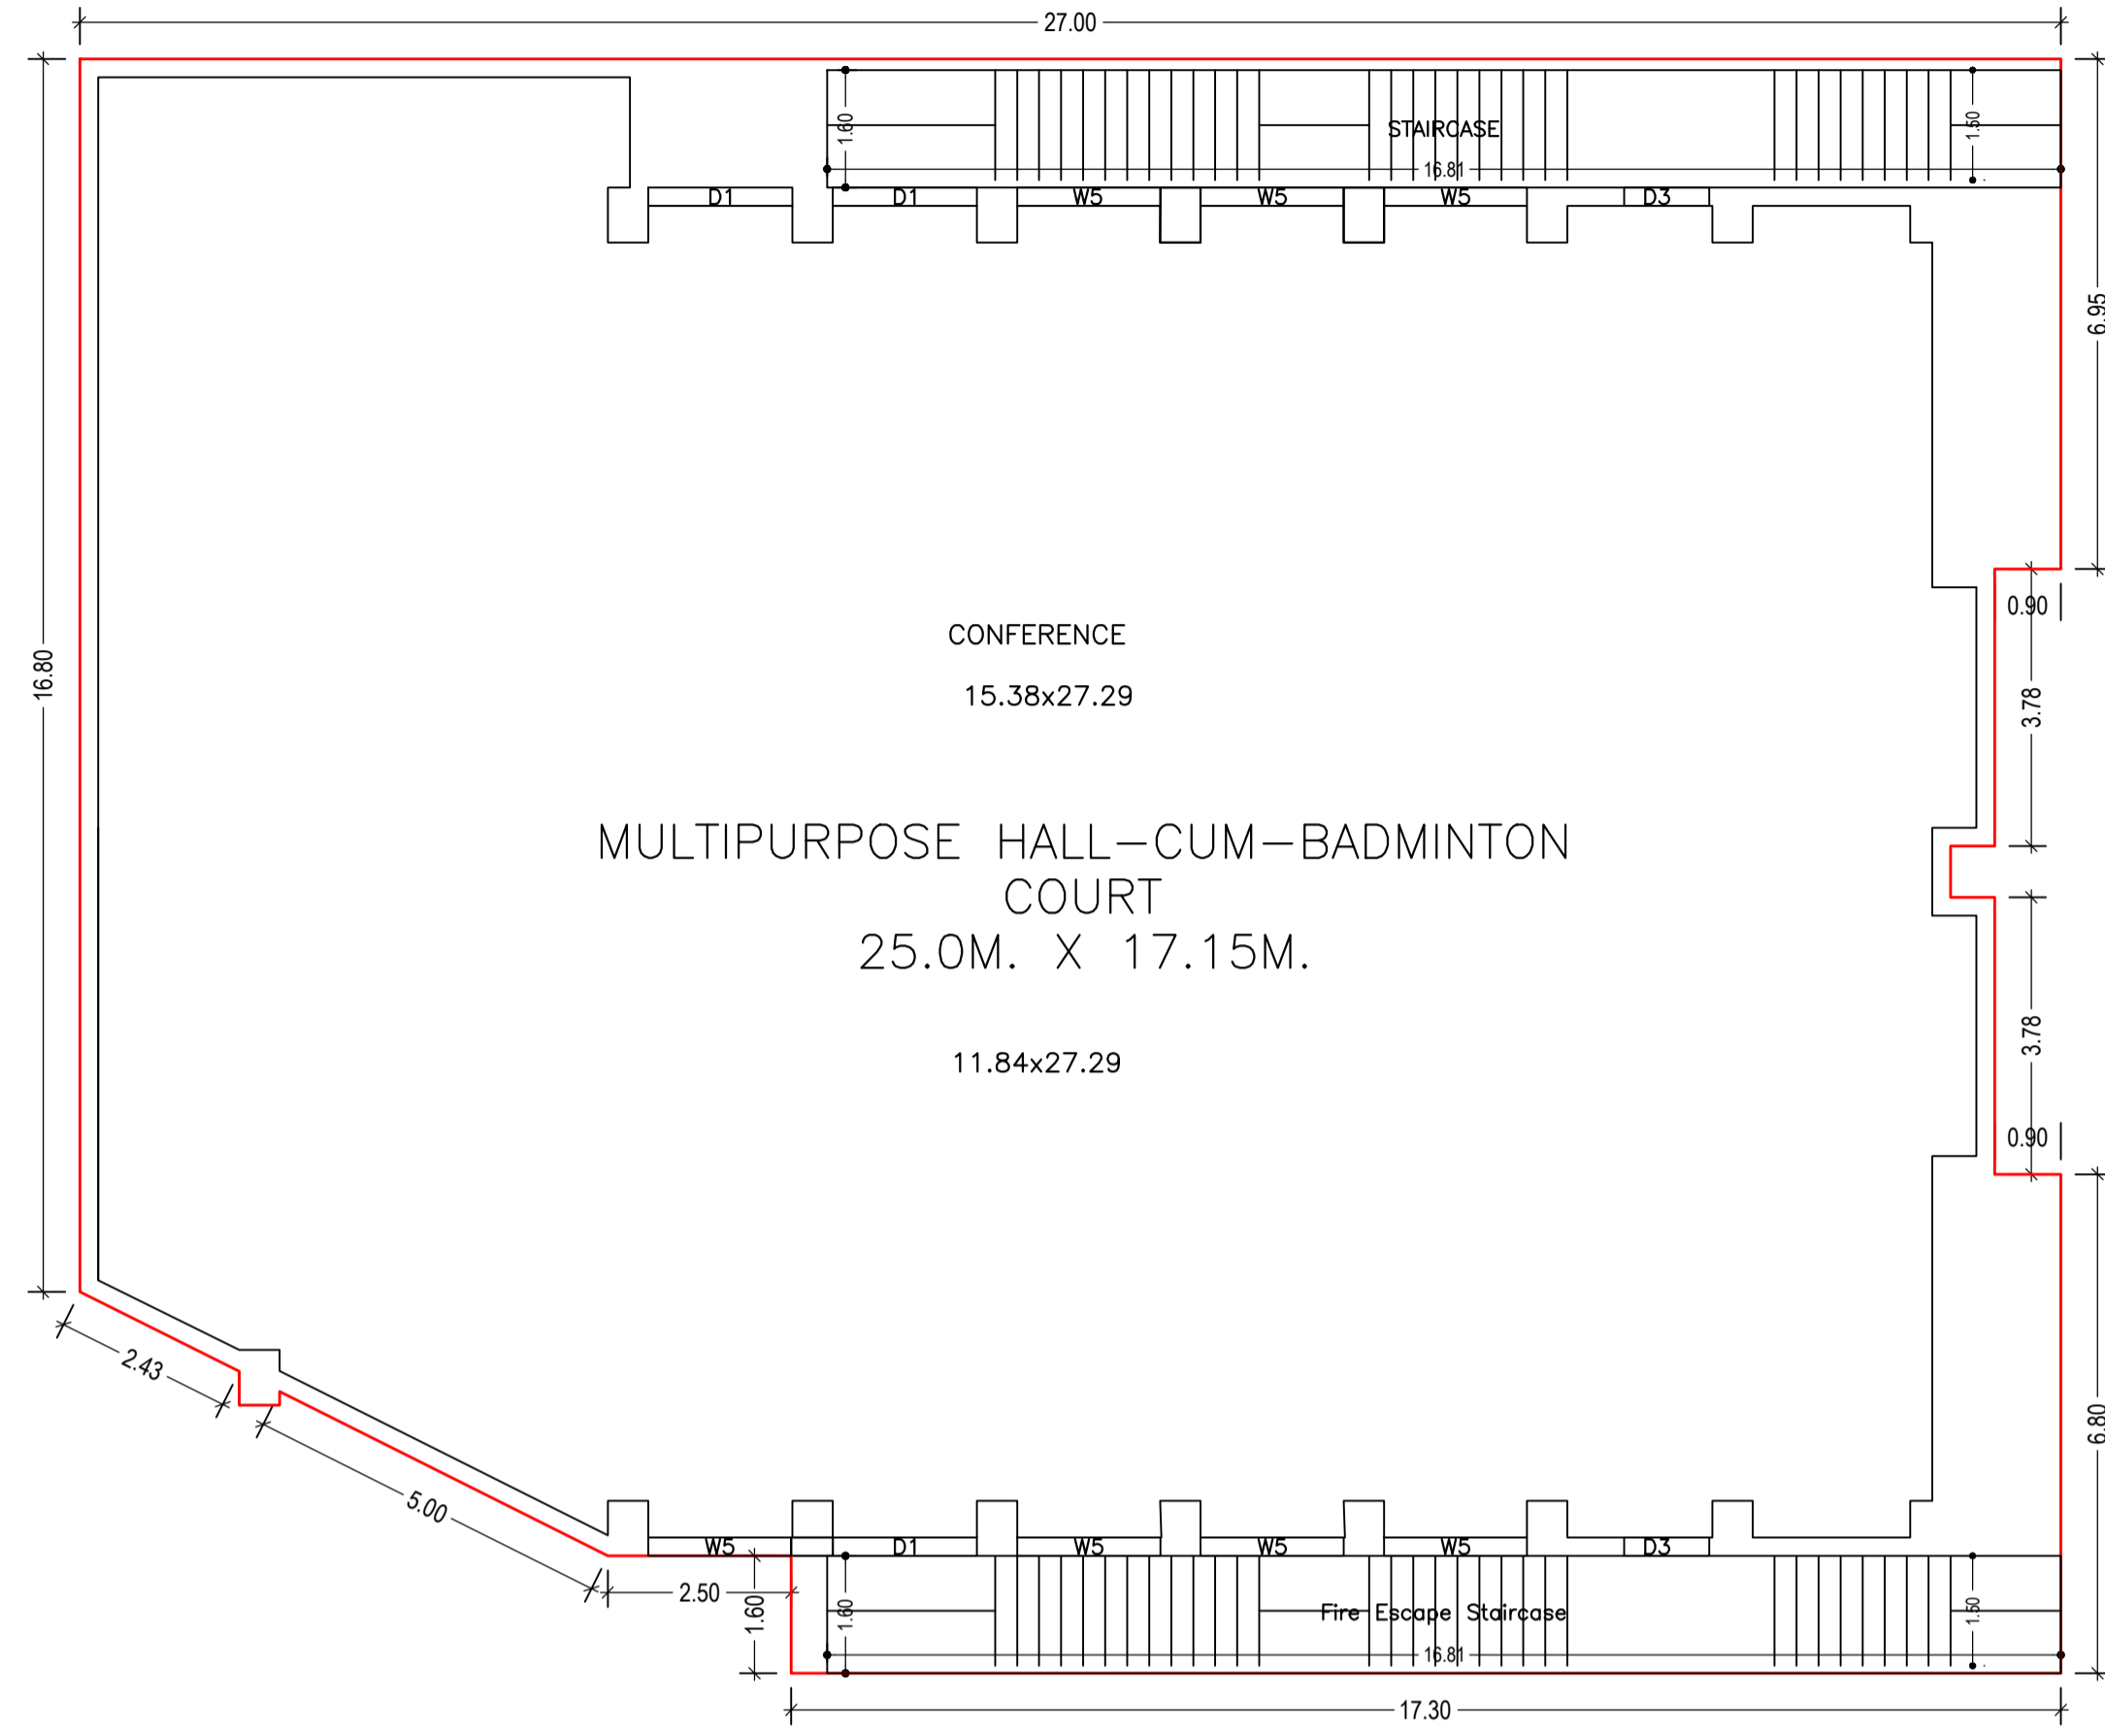 27.00
1.60
STAIRCASE
1.50
16.81
D1
D1
W5
W5
W5
D3
6.95
0.90
CONFERENCE
16.80
15.38x27.29
3.78
MULTIPURPOSE HALL-CUM-BADMINTON
COURT
25.0M. X 17.15M.
11.84x27.29
3.78
0.90
2.43
6.80
5.00
W5
D1
W5
W5
W5
D3
2.50
1.60
1.60
Fire Escape Staircase
1.50
16.81
17.30